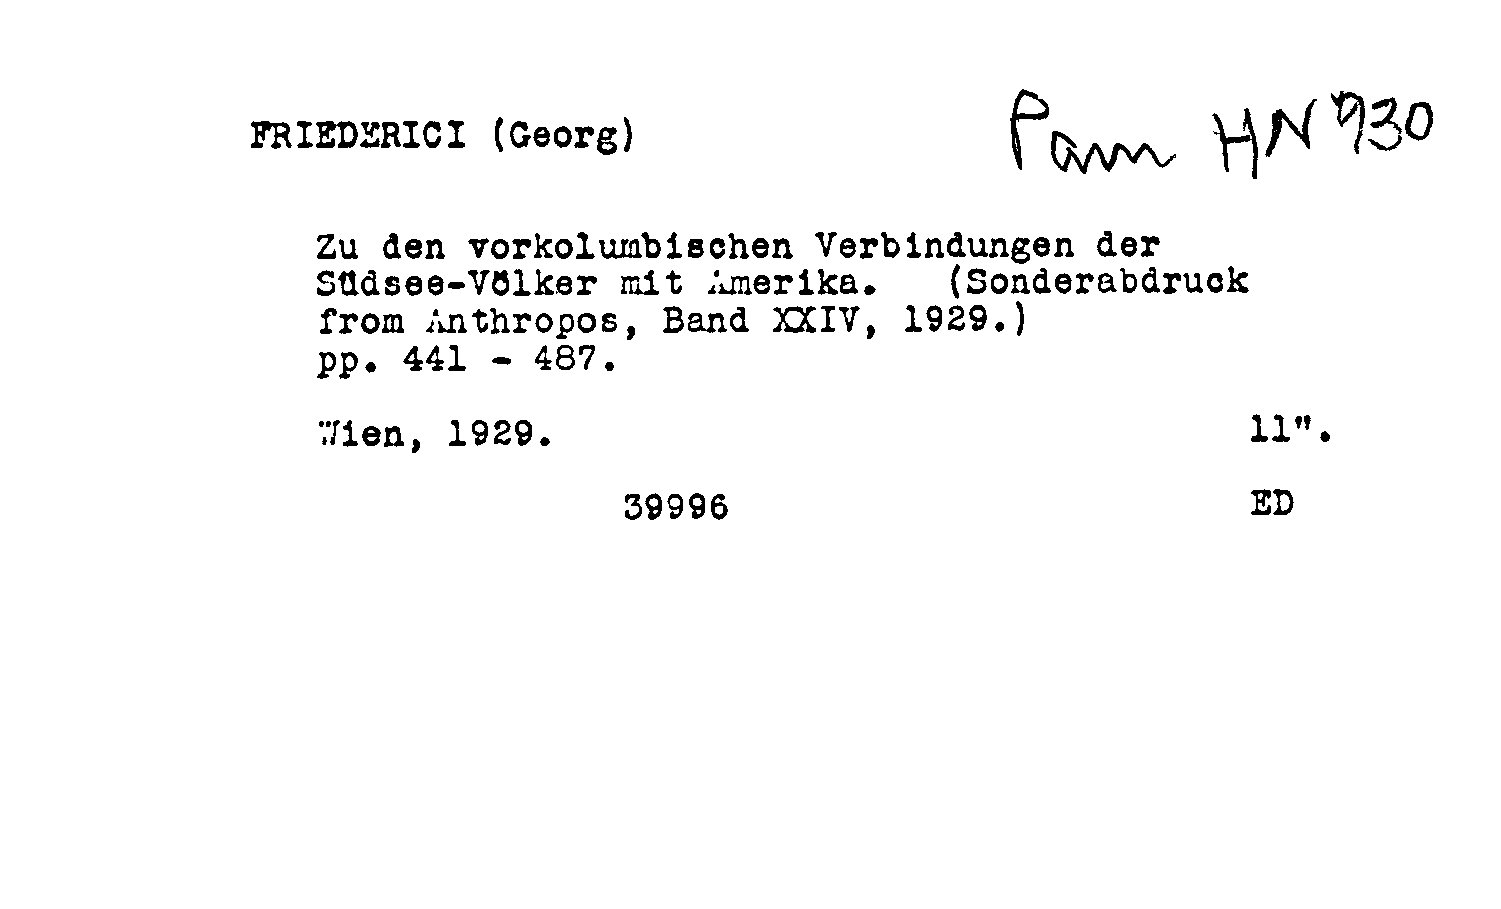 FRIEDERICI (Georg)
Pam HN 930
Zu den vorkolumbischen Verbindungen der
Südsee-Völker mit Amerika. (Sonderabdruck
from Anthropos, Band XXIV, 1929.)
pp. 441 - 487.
Wien, 1929. 11".
39996 ED